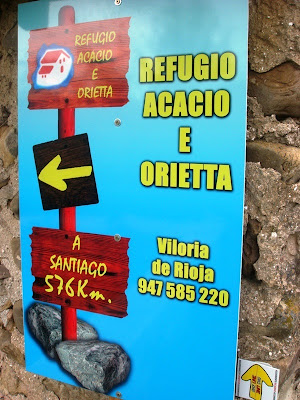 REFUGIO
ACACIO
E
ORIETTA
A
SANTIAGO
576Km.
REFUGIO
ACACIO
E
ORIETTA
Viloria
de Rioja
947 585 220